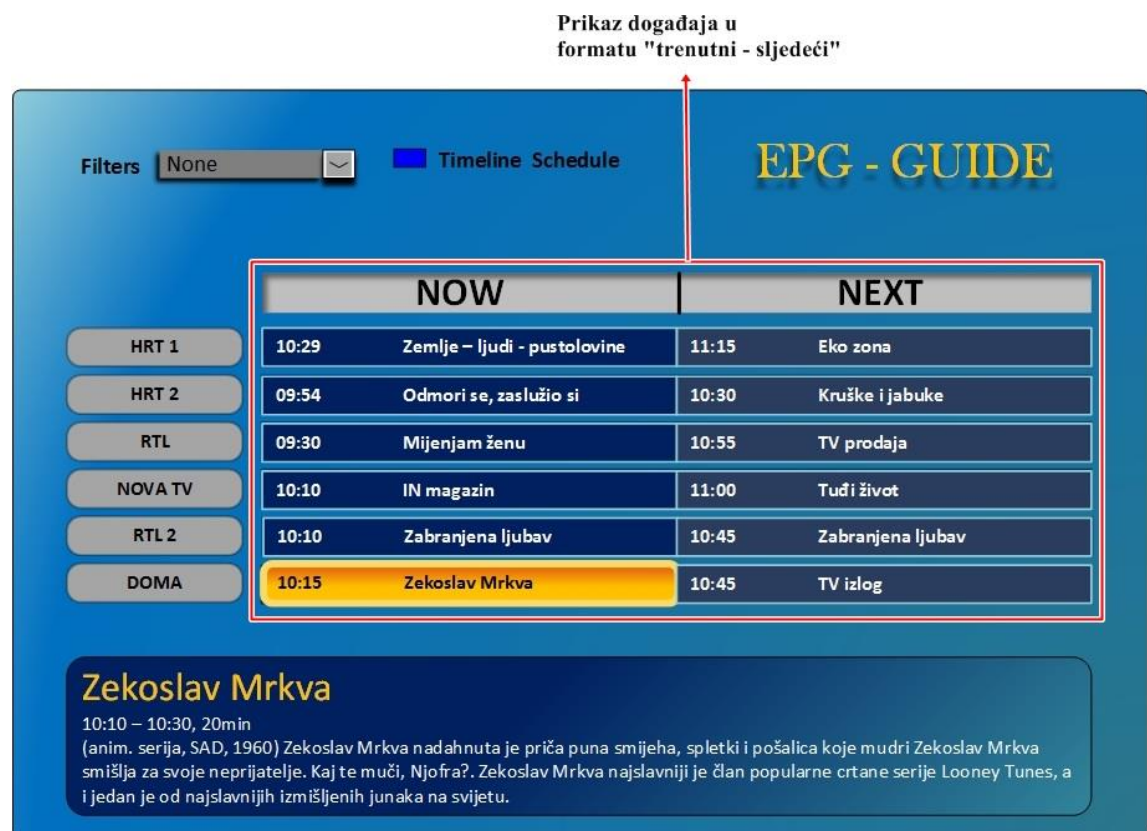 Prikaz događaja u
formatu "trenutni - sljedeći"
Filters None Timeline Schedule EPG - GUIDE
NOW NEXT
HRT 1 10:29 Zemlje – ljudi - pustolovine 11:15 Eko zona
HRT 2 09:54 Odmori se, zaslužio si 10:30 Kruške i jabuke
RTL 09:30 Mijenjam ženu 10:55 TV prodaja
NOVA TV 10:10 IN magazin 11:00 Tuđi život
RTL 2 10:10 Zabranjena ljubav 10:45 Zabranjena ljubav
DOMA 10:15 Zekoslav Mrkva 10:45 TV izlog
Zekoslav Mrkva
10:10 – 10:30, 20min
(anim. serija, SAD, 1960) Zekoslav Mrkva nadahnuta je priča puna smijeha, spletki i pošalica koje mudri Zekoslav Mrkva
smišlja za svoje neprijatelje. Kaj te muči, Njofra?. Zekoslav Mrkva najslavniji je član popularne crtane serije Looney Tunes, a
i jedan je od najslavnijih izmišljenih junaka na svijetu.